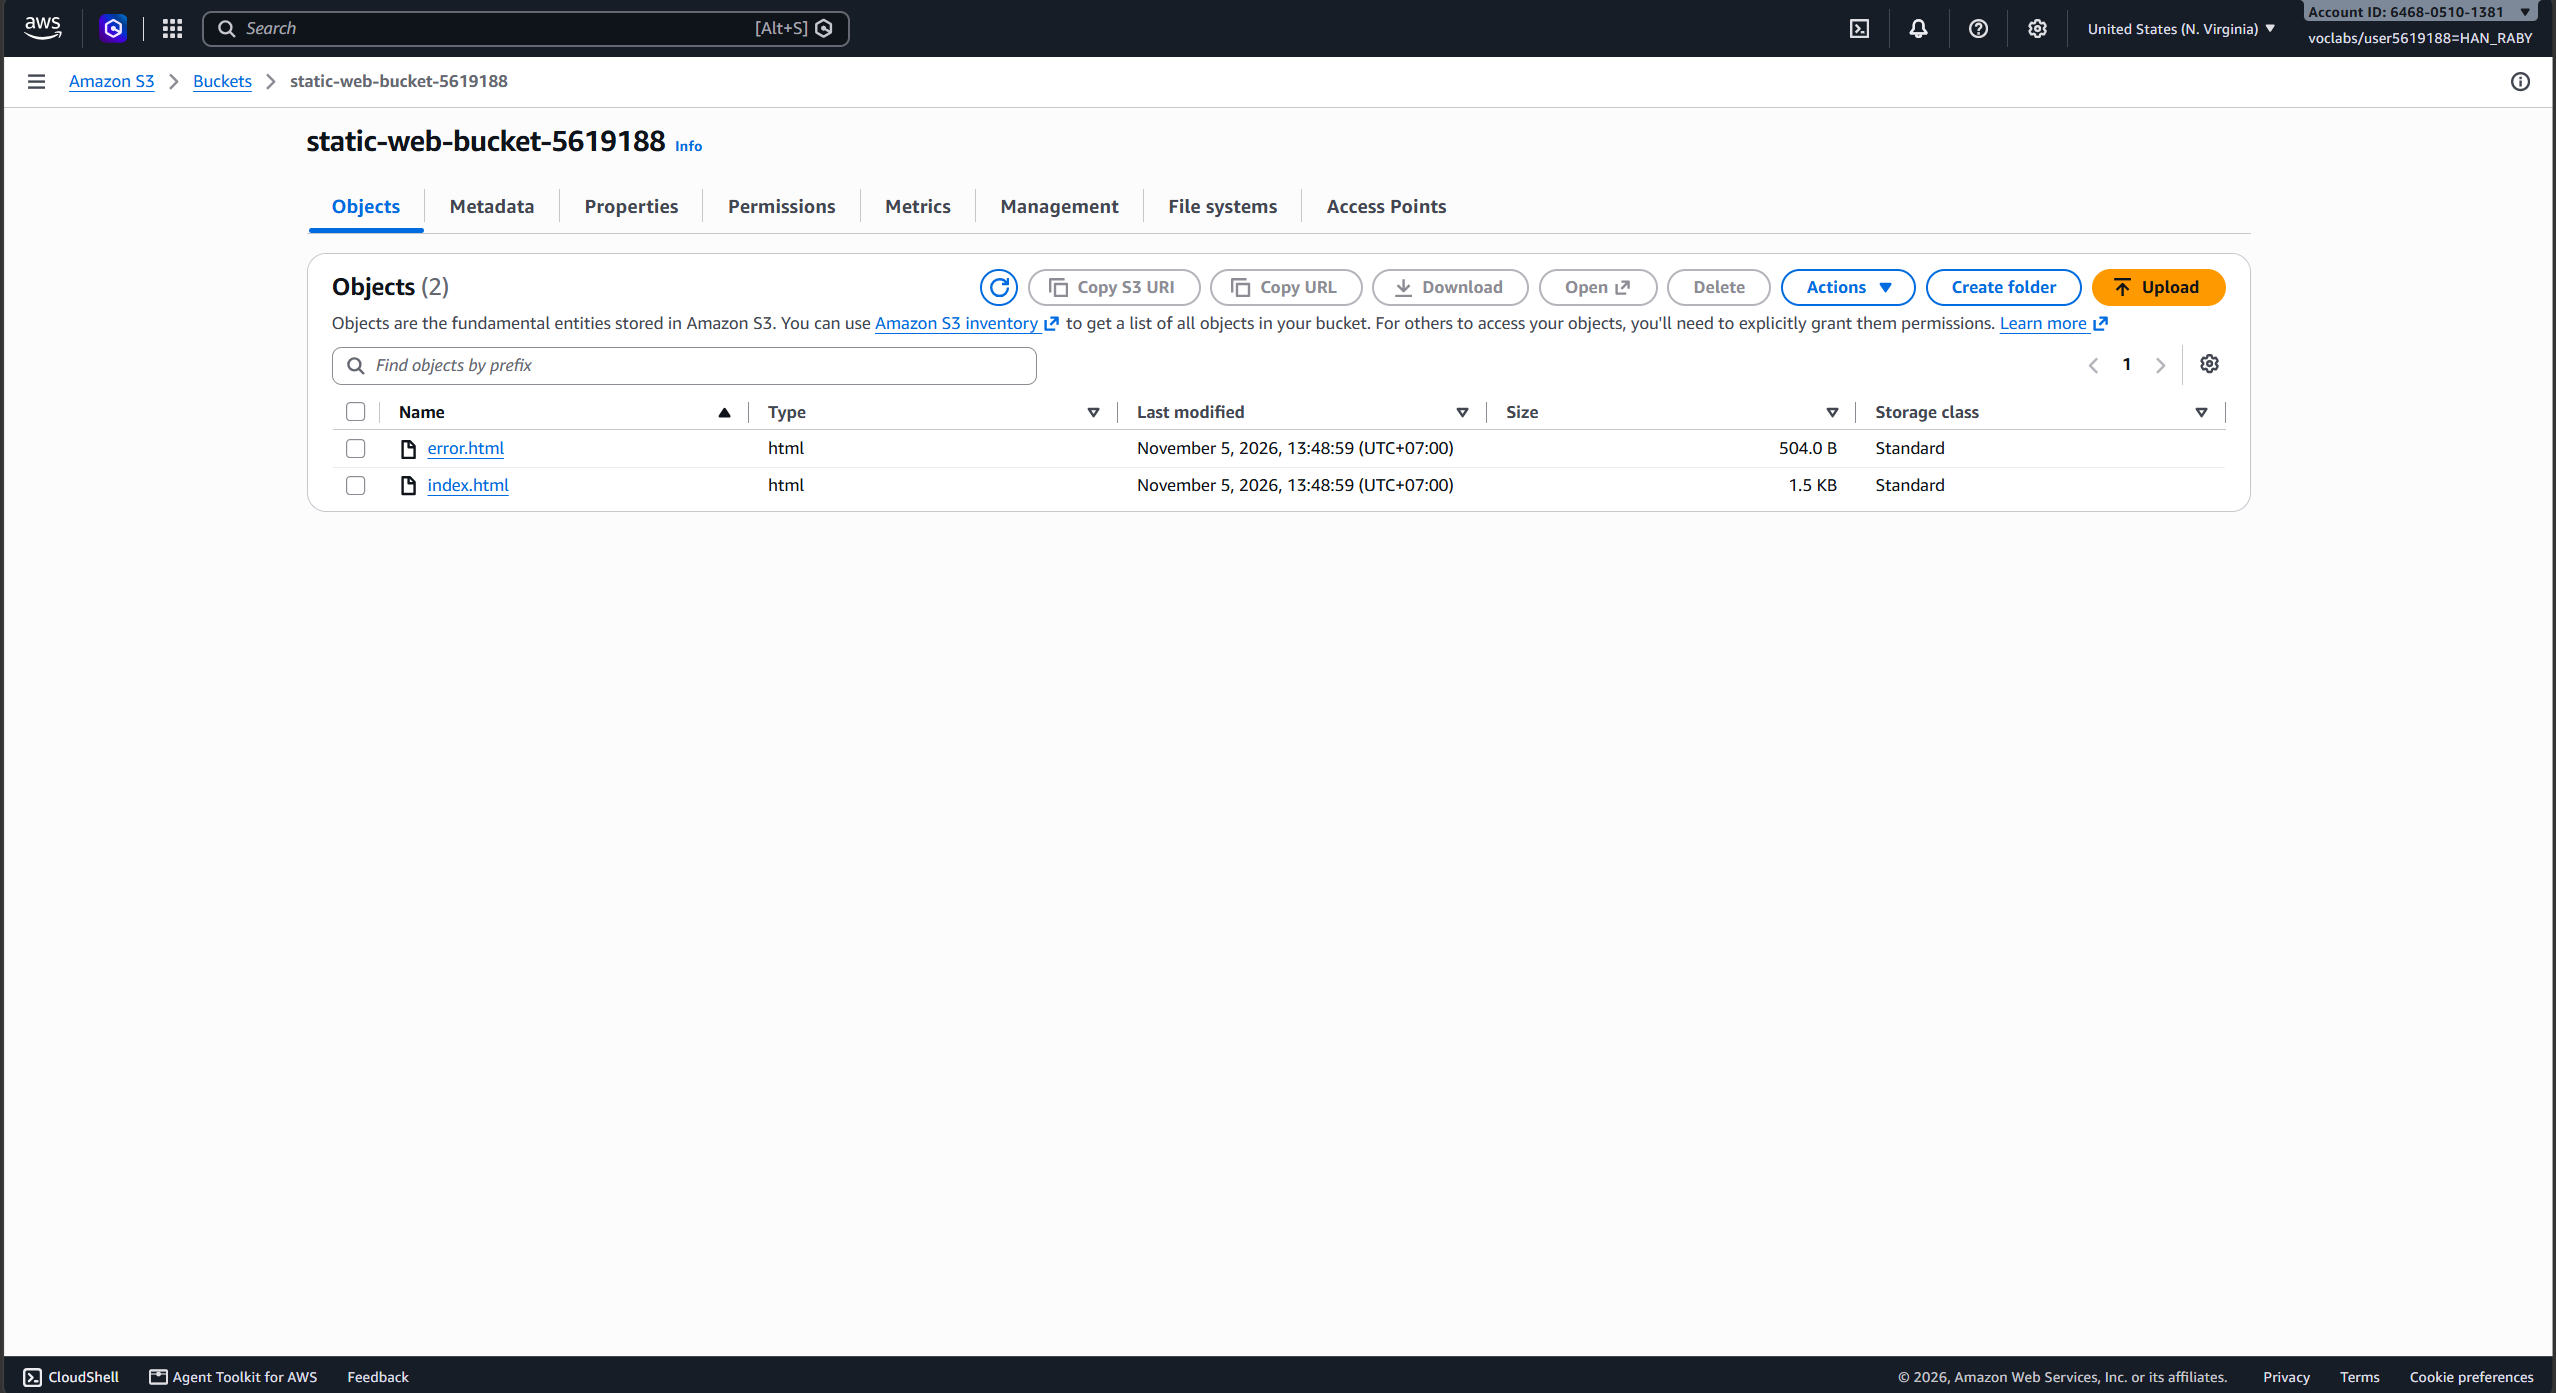 aws
Search [Alt+S]
United States (N. Virginia)
Account ID: 6468-0510-1381
voclabs/user5619188=HAN_RABY
Amazon S3 Buckets static-web-bucket-5619188
static-web-bucket-5619188 Info
Objects Metadata Properties Permissions Metrics Management File systems Access Points
Objects (2)
Copy S3 URI Copy URL Download Open Delete Actions Create folder Upload
Objects are the fundamental entities stored in Amazon S3. You can use Amazon S3 inventory to get a list of all objects in your bucket. For others to access your objects, you'll need to explicitly grant them permissions. Learn more
Find objects by prefix
1
Name Type Last modified Size Storage class
error.html html November 5, 2026, 13:48:59 (UTC+07:00) 504.0 B Standard
index.html html November 5, 2026, 13:48:59 (UTC+07:00) 1.5 KB Standard
CloudShell Agent Toolkit for AWS Feedback © 2026, Amazon Web Services, Inc. or its affiliates. Privacy Terms Cookie preferences